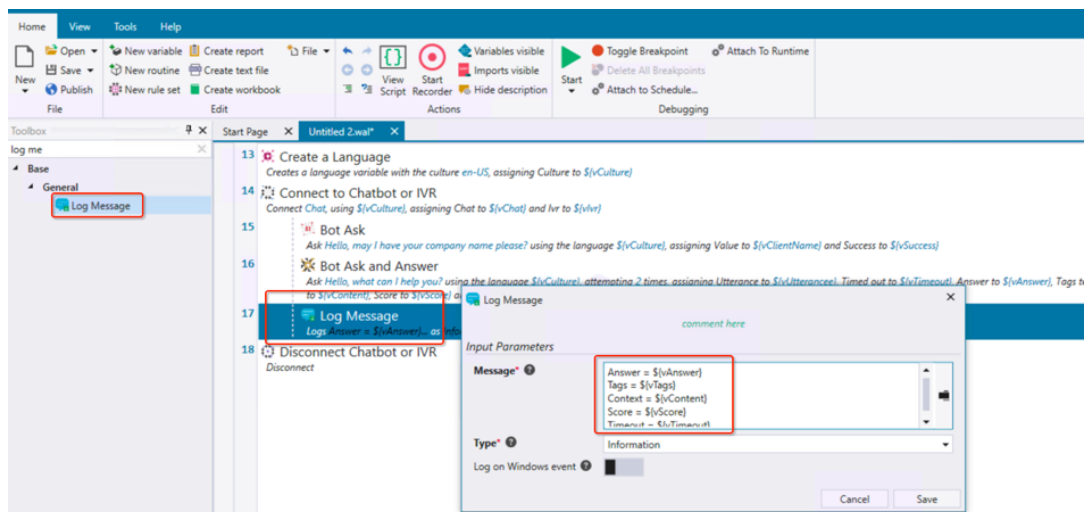 Home View Tools Help
New
Open
Save
Publish
File
New variable
New routine
New rule set
Create report
Create text file
Create workbook
File
Edit
View Script
Start Recorder
Variables visible
Imports visible
Hide description
Actions
Start
Toggle Breakpoint
Delete All Breakpoints
Attach to Schedule...
Attach To Runtime
Debugging
Toolbox
log me
Base
General
Log Message
Start Page
Untitled 2.wal*
13 Create a Language
Creates a language variable with the culture en-US, assigning Culture to ${vCulture}
14 Connect to Chatbot or IVR
Connect Chat, using ${vCulture}, assigning Chat to ${vChat} and Ivr to ${vIvr}
15 Bot Ask
Ask Hello, may I have your company name please? using the language ${vCulture}, assigning Value to ${vClientName} and Success to ${vSuccess}
16 Bot Ask and Answer
Ask Hello, what can I help you? using the language ${vCulture}, attempting 2 times, assigning Utterance to ${vUtterancee}, Timed out to ${vTimeout}, Answer to ${vAnswer}, Tags to
to ${vContent}, Score to ${vScore}
17 Log Message
Logs Answer = ${vAnswer}... as
18 Disconnect Chatbot or IVR
Disconnect
Log Message
comment here
Input Parameters
Message*
Answer = ${vAnswer}
Tags = ${vTags}
Context = ${vContent}
Score = ${vScore}
Timeout = ${vTimeout}
Type*
Information
Log on Windows event
Cancel Save